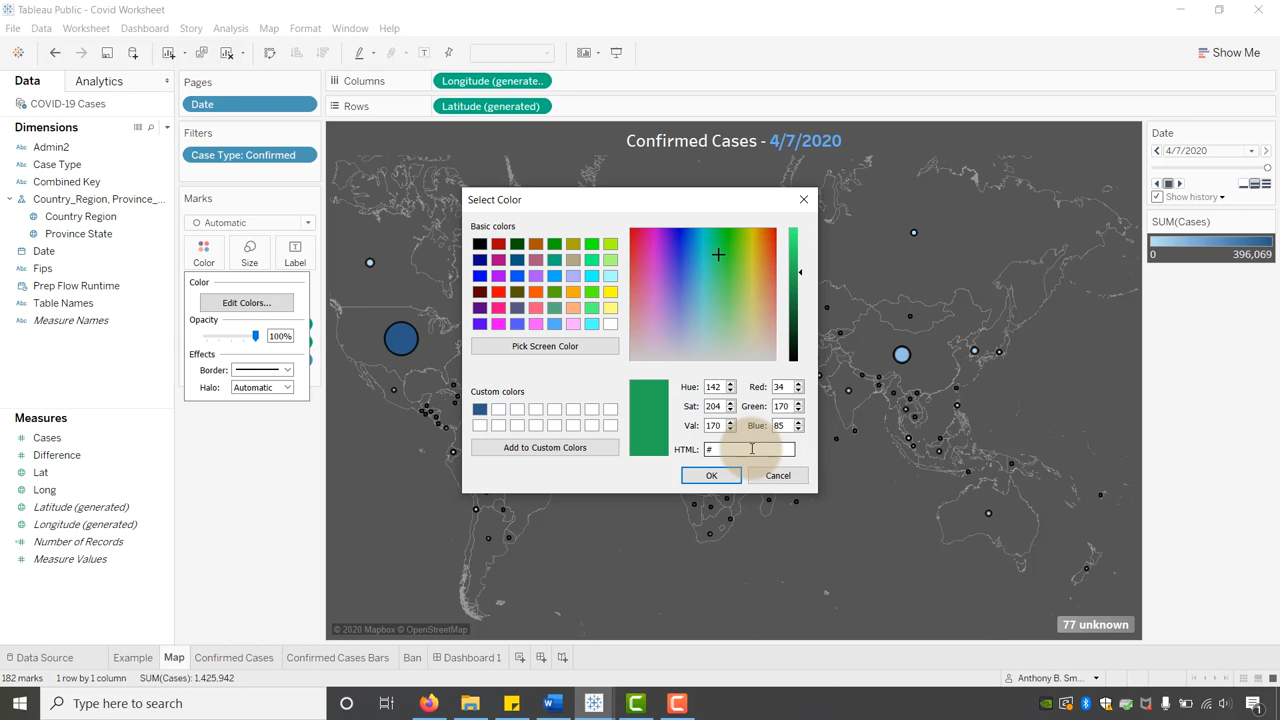 Tableau Public - Covid Worksheet
File Data Worksheet Dashboard Story Analysis Map Format Window Help
Show Me
Data Analytics
COVID-19 Cases
Dimensions
Admin2
Case Type
Combined Key
Country_Region, Province_...
Country Region
Province State
Date
Fips
Prep Flow Runtime
Table Names
Measure Names
Measures
Cases
Difference
Lat
Long
Latitude (generated)
Longitude (generated)
Number of Records
Measure Values
Pages
Date
Filters
Case Type: Confirmed
Marks
Automatic
Color Size Label
Color
Edit Colors...
Opacity
100%
Effects
Border:
Halo: Automatic
Columns Longitude (generate..
Rows Latitude (generated)
Confirmed Cases - 4/7/2020
Select Color
Basic colors
Pick Screen Color
Custom colors
Add to Custom Colors
Hue: 142 Red: 34
Sat: 204 Green: 170
Val: 170 Blue: 85
HTML: #
OK Cancel
© 2020 Mapbox © OpenStreetMap
77 unknown
Date
4/7/2020
Show history
SUM(Cases)
0 396,069
Data Source Example Map Confirmed Cases Confirmed Cases Bars Ban Dashboard 1
182 marks 1 row by 1 column SUM(Cases): 1,425,942
Anthony B. Sm...
Type here to search